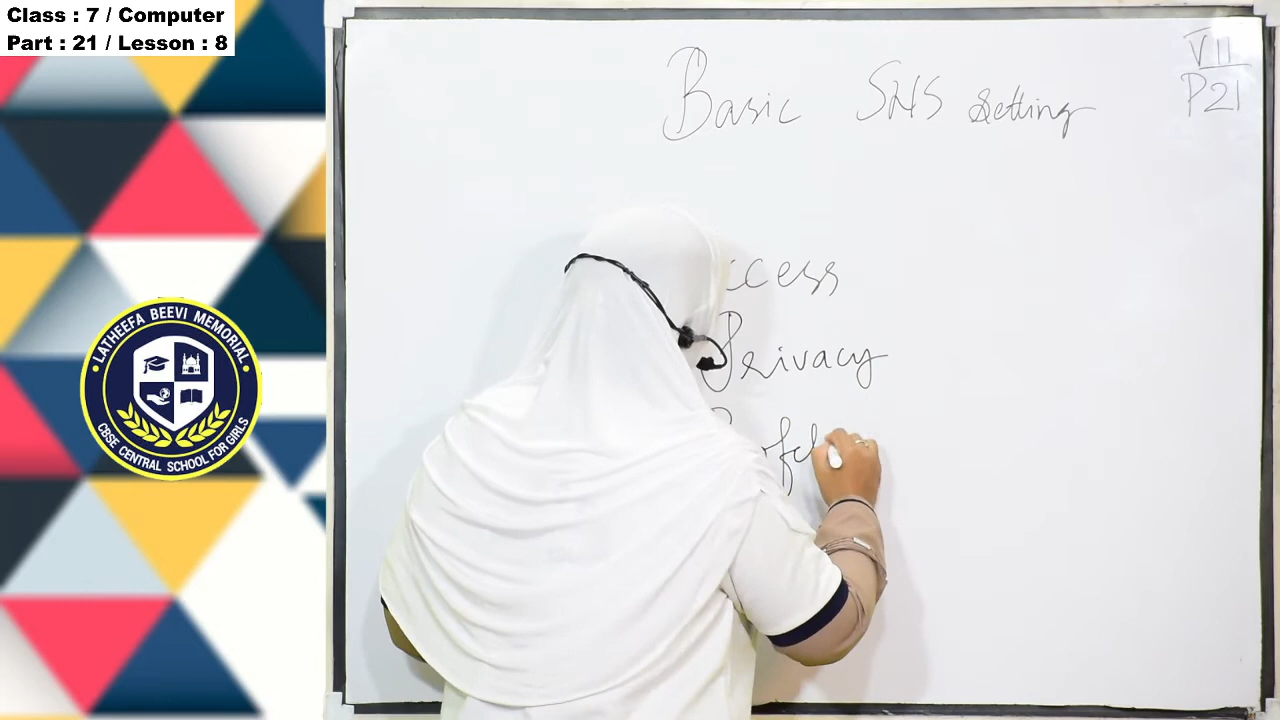 Class : 7 / Computer
Part : 21 / Lesson : 8
Basic SNS Setting
VII
P21
ccess
Privacy
LATHEEFA BEEVI MEMORIAL
CBSE CENTRAL SCHOOL FOR GIRLS